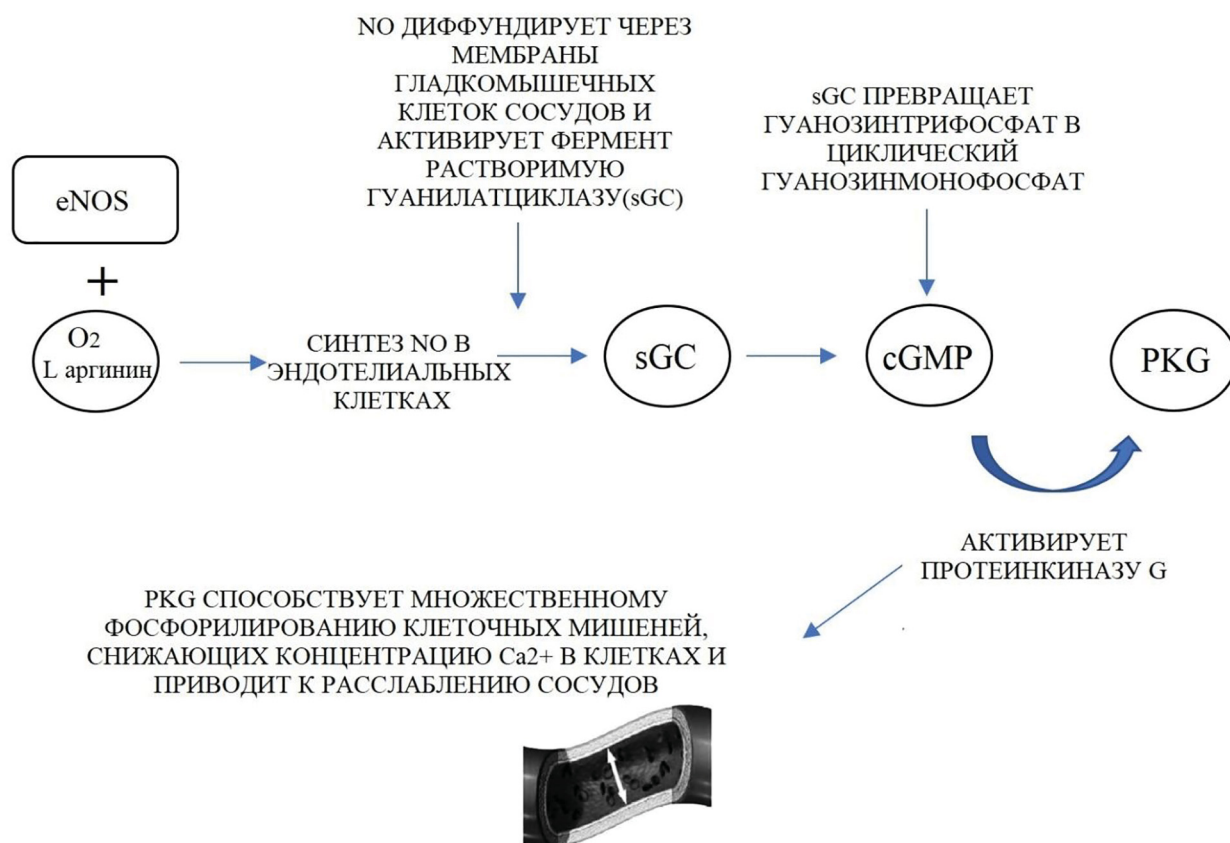 NO ДИФФУНДИРУЕТ ЧЕРЕЗ
МЕМБРАНЫ
ГЛАДКОМЫШЕЧНЫХ
КЛЕТОК СОСУДОВ И
АКТИВИРУЕТ ФЕРМЕНТ
РАСТВОРИМУЮ
ГУАНИЛАТЦИКЛАЗУ(sGC)
sGC ПРЕВРАЩАЕТ
ГУАНОЗИНТРИФОСФАТ В
ЦИКЛИЧЕСКИЙ
ГУАНОЗИНМОНОФОСФАТ
eNOS
+
O2
L аргинин
СИНТЕЗ NO В
ЭНДОТЕЛИАЛЬНЫХ
КЛЕТКАХ
sGC
cGMP
PKG
АКТИВИРУЕТ
ПРОТЕИНКИНАЗУ G
PKG СПОСОБСТВУЕТ МНОЖЕСТВЕННОМУ
ФОСФОРИЛИРОВАНИЮ КЛЕТОЧНЫХ МИШЕНЕЙ,
СНИЖАЮЩИХ КОНЦЕНТРАЦИЮ Ca2+ В КЛЕТКАХ И
ПРИВОДИТ К РАССЛАБЛЕНИЮ СОСУДОВ